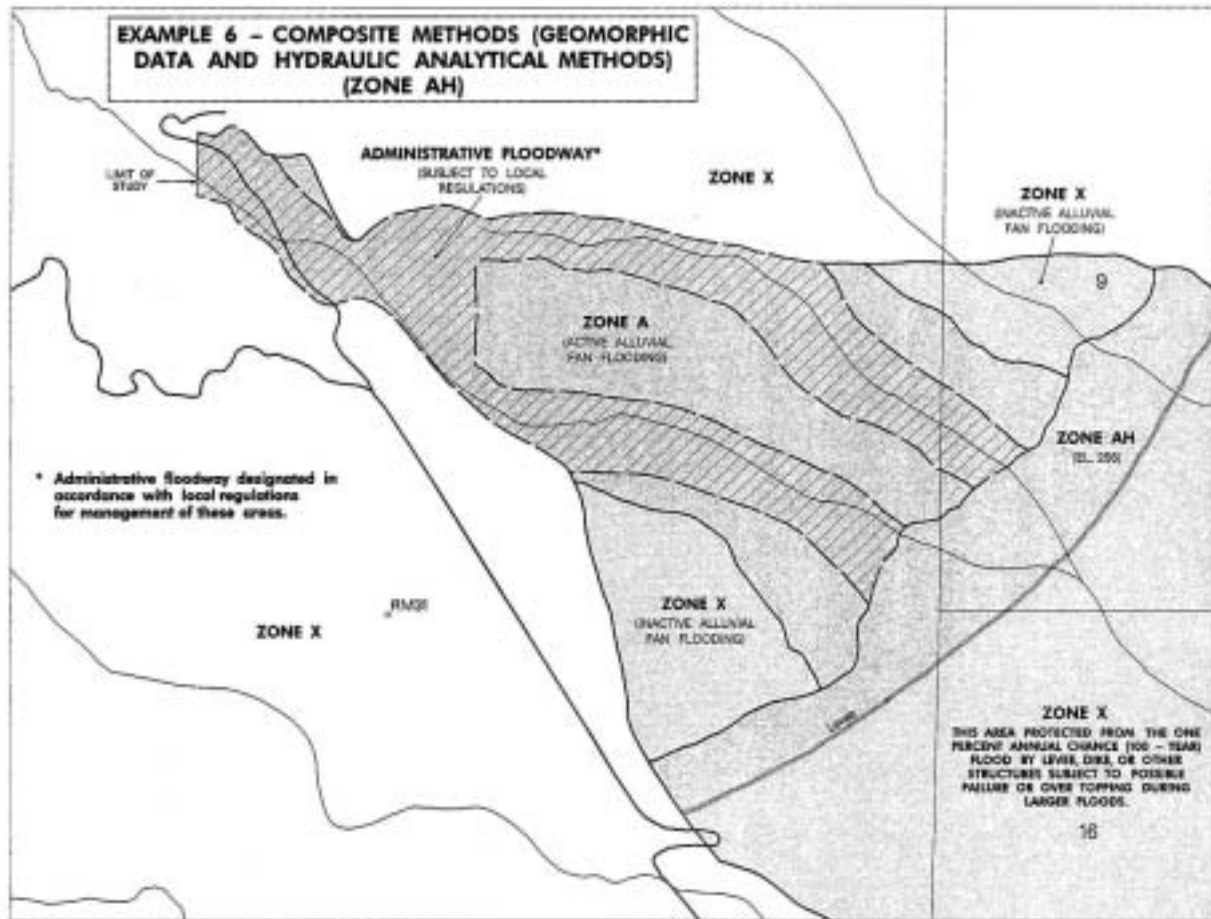 EXAMPLE 6 – COMPOSITE METHODS (GEOMORPHIC
DATA AND HYDRAULIC ANALYTICAL METHODS)
(ZONE AH)
LIMIT OF
STUDY
ADMINISTRATIVE FLOODWAY*
(SUBJECT TO LOCAL
REGULATIONS)
ZONE X
ZONE X
(INACTIVE ALLUVIAL
FAN FLOODING)
9
ZONE A
(ACTIVE ALLUVIAL
FAN FLOODING)
ZONE AH
* Administrative floodway designated in
accordance with local regulations
for management of these areas.
ZONE X
ZONE X
(INACTIVE ALLUVIAL
FAN FLOODING)
Levee
ZONE X
THIS AREA PROTECTED FROM THE ONE
PERCENT ANNUAL CHANCE (100 – YEAR)
FLOOD BY LEVEE, DIKE, OR OTHER
STRUCTURES SUBJECT TO POSSIBLE
FAILURE OR OVER TOPPING DURING
LARGER FLOODS.
16